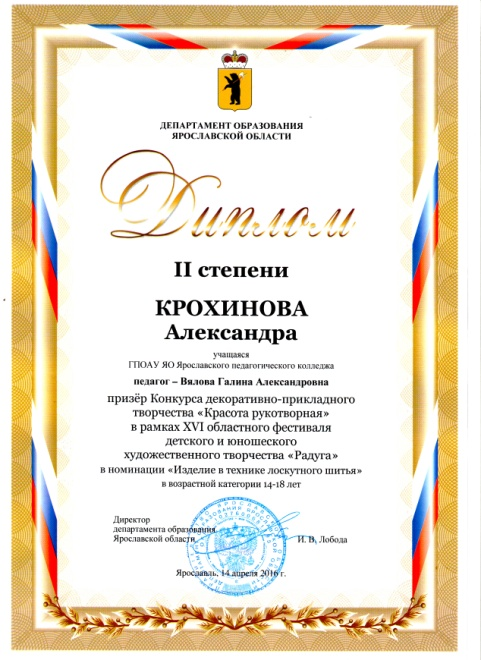 ДЕПАРТАМЕНТ ОБРАЗОВАНИЯ
ЯРОСЛАВСКОЙ ОБЛАСТИ
Диплом
II степени
КРОХИНОВА
Александра
учащаяся
ГПОАУ ЯО Ярославского педагогического колледжа
педагог – Вялова Галина Александровна
призёр Конкурса декоративно-прикладного
творчества «Красота рукотворная»
в рамках XVI областного фестиваля
детского и юношеского
художественного творчества «Радуга»
в номинации «Изделие в технике лоскутного шитья»
в возрастной категории 14-18 лет
Директор
департамента образования
Ярославской области
И. В. Лобода
Ярославль, 14 апреля 2016 г.